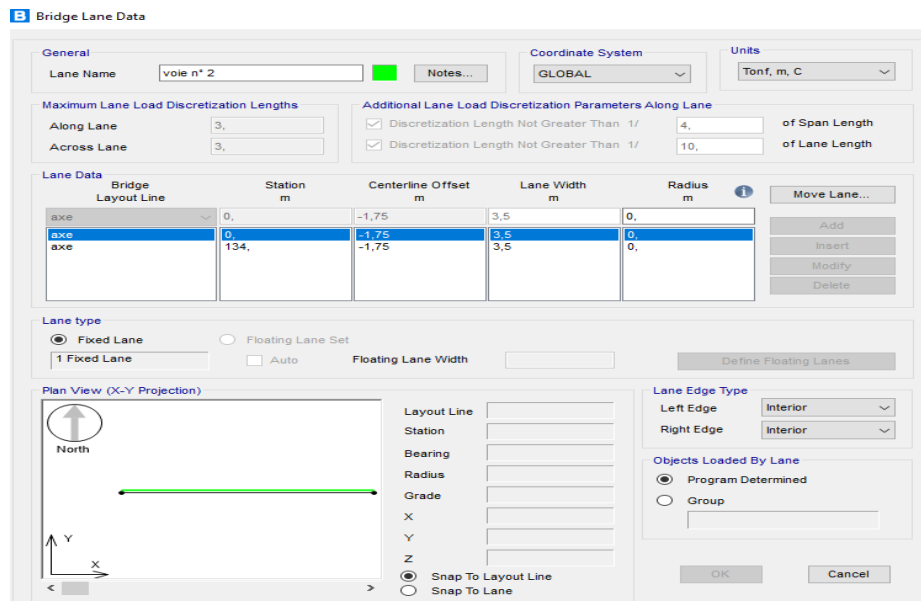 B Bridge Lane Data
General
Lane Name voie n° 2 Notes...
Coordinate System
GLOBAL
Units
Tonf, m, C
Maximum Lane Load Discretization Lengths
Along Lane 3,
Across Lane 3,
Additional Lane Load Discretization Parameters Along Lane
Discretization Length Not Greater Than 1/ 4, of Span Length
Discretization Length Not Greater Than 1/ 10, of Lane Length
Lane Data
Bridge Station Centerline Offset Lane Width Radius
Layout Line m m m m
axe 0, -1,75 3,5 0,
axe 0, -1,75 3,5 0,
axe 134, -1,75 3,5 0,
Move Lane...
Add
Insert
Modify
Delete
Lane type
Fixed Lane Floating Lane Set
1 Fixed Lane Auto Floating Lane Width Define Floating Lanes
Plan View (X-Y Projection)
North
Y
X
Layout Line
Station
Bearing
Radius
Grade
X
Y
Z
Snap To Layout Line
Snap To Lane
Lane Edge Type
Left Edge Interior
Right Edge Interior
Objects Loaded By Lane
Program Determined
Group
OK Cancel